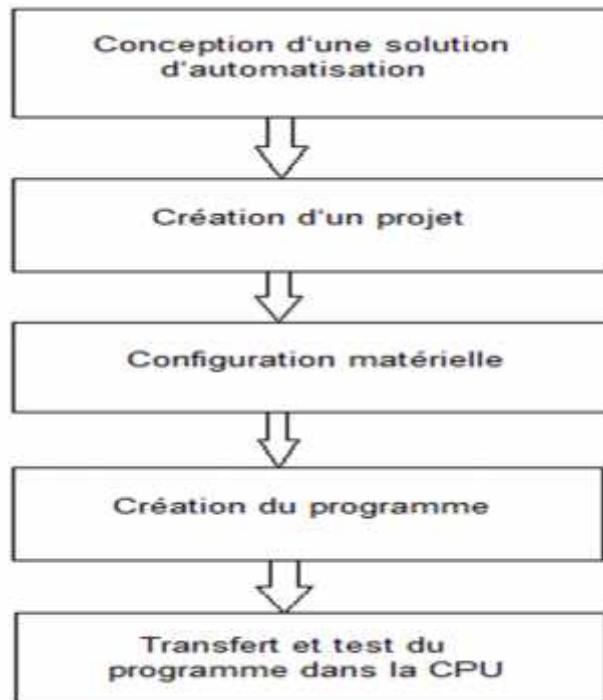 Conception d'une solution
d'automatisation
Création d'un projet
Configuration matérielle
Création du programme
Transfert et test du
programme dans la CPU